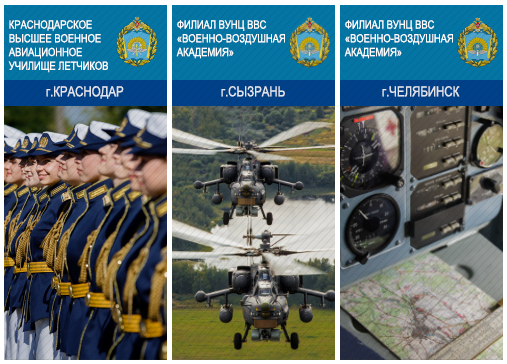 КРАСНОДАРСКОЕ
ВЫСШЕЕ ВОЕННОЕ
АВИАЦИОННОЕ
УЧИЛИЩЕ ЛЕТЧИКОВ
г.КРАСНОДАР
ФИЛИАЛ ВУНЦ ВВС
«ВОЕННО-ВОЗДУШНАЯ
АКАДЕМИЯ»
г.СЫЗРАНЬ
ФИЛИАЛ ВУНЦ ВВС
«ВОЕННО-ВОЗДУШНАЯ
АКАДЕМИЯ»
г.ЧЕЛЯБИНСК